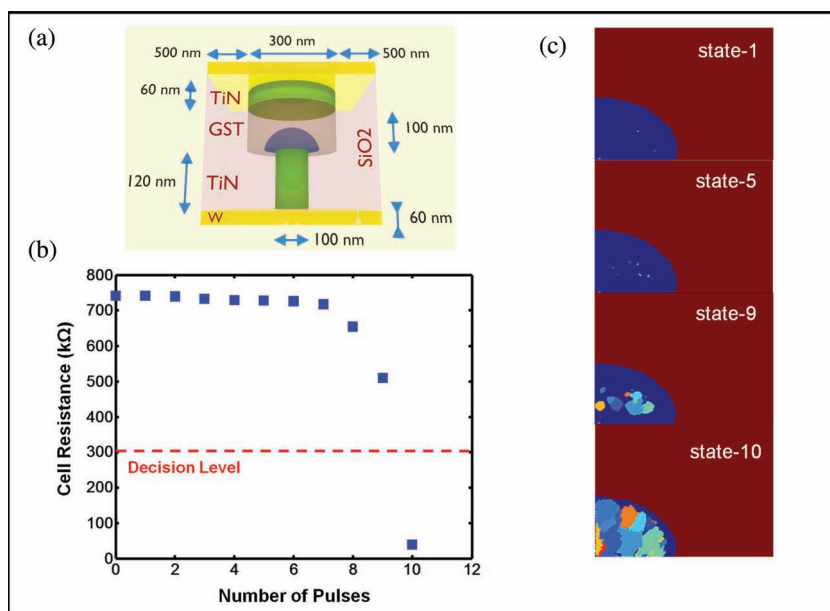 (a)
500 nm
300 nm
500 nm
60 nm
TiN
GST
100 nm
SiO2
120 nm
TiN
W
60 nm
100 nm
(b)
800
700
600
500
400
300
200
100
0
Cell Resistance (kΩ)
Decision Level
0
2
4
6
8
10
12
Number of Pulses
(c)
state-1
state-5
state-9
state-10